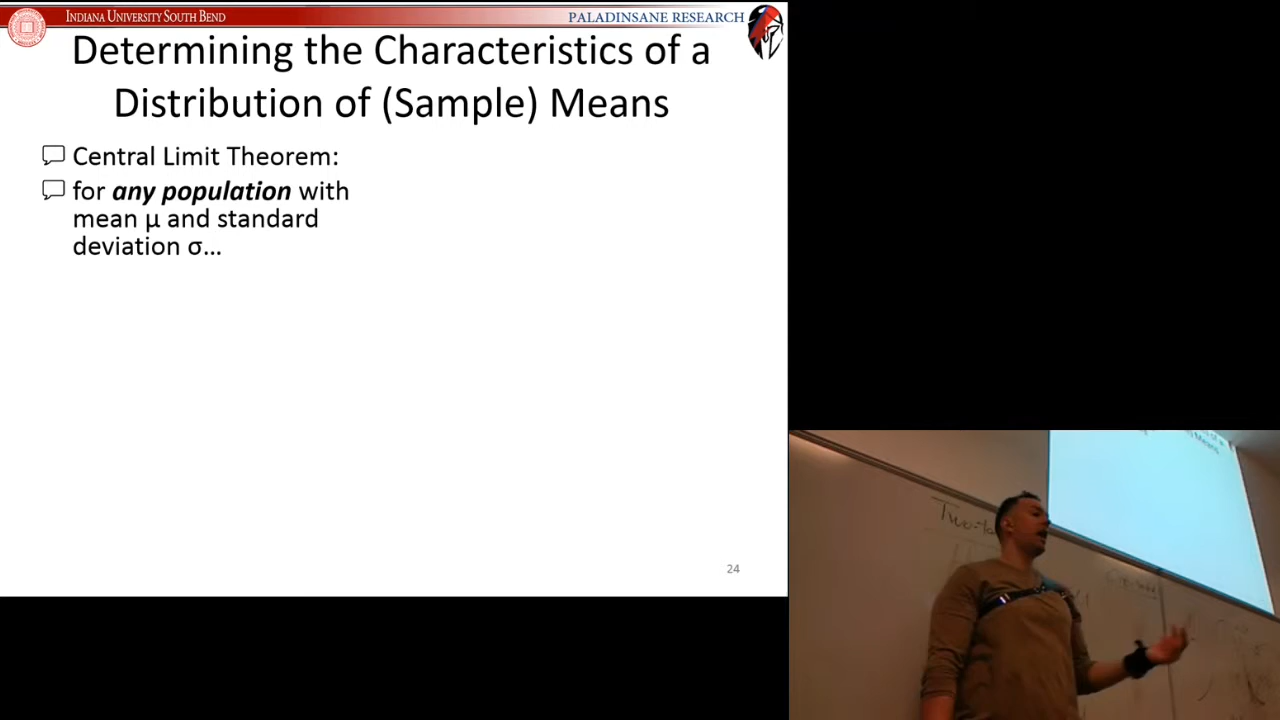 INDIANA UNIVERSITY SOUTH BEND
PALADINSANE RESEARCH
Determining the Characteristics of a
Distribution of (Sample) Means
Central Limit Theorem:
for any population with
mean μ and standard
deviation σ…
24